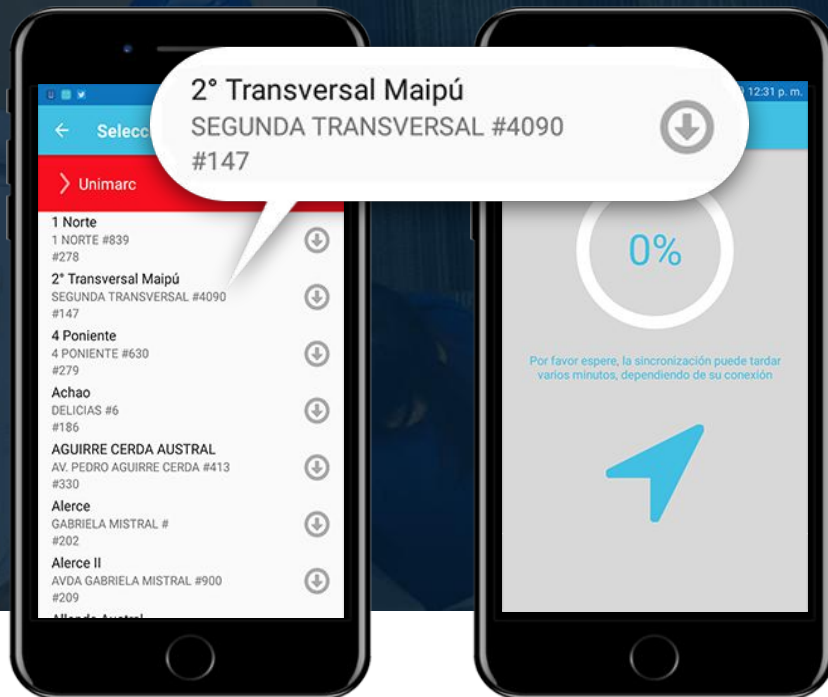 2° Transversal Maipú
SEGUNDA TRANSVERSAL #4090
#147
12:31 p. m.
Selecc
Unimarc
1 Norte
1 NORTE #839
#278
2° Transversal Maipú
SEGUNDA TRANSVERSAL #4090
#147
4 Poniente
4 PONIENTE #630
#279
Achao
DELICIAS #6
#186
AGUIRRE CERDA AUSTRAL
AV. PEDRO AGUIRRE CERDA #413
#330
Alerce
GABRIELA MISTRAL #
#202
Alerce II
AVDA GABRIELA MISTRAL #900
#209
0%
Por favor espere, la sincronización puede tardar
varios minutos, dependiendo de su conexión